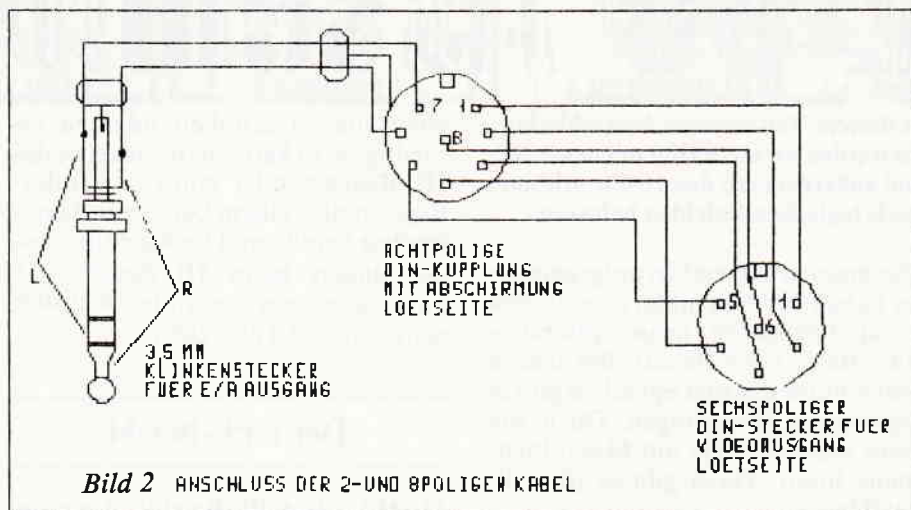 7 1
8
L
R
ACHTPOLIGE
DIN-KUPPLUNG
MIT ABSCHIRMUNG
LOETSEITE
3,5 MM
KLINKENSTECKER
FUER E/A AUSGANG
5 1
6
SECHSPOLIGER
DIN-STECKER FUER
VIDEOAUSGANG
LOETSEITE
Bild 2 ANSCHLUSS DER 2-UND 8POLIGEN KABEL